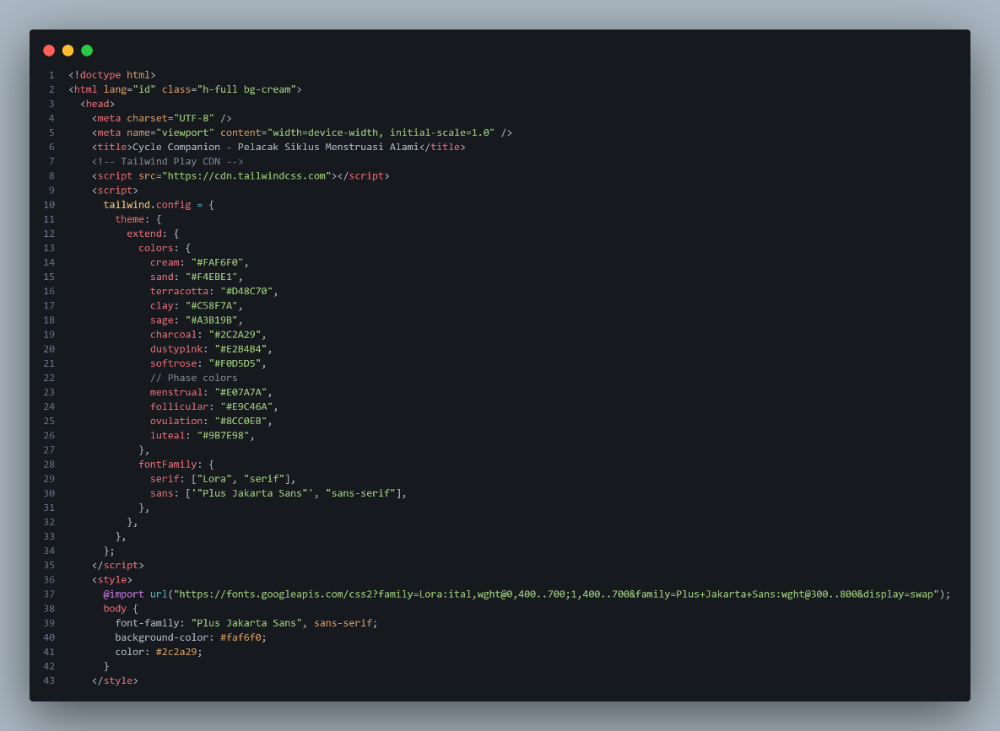 1 <!doctype html>
2 <html lang="id" class="h-full bg-cream">
3   <head>
4     <meta charset="UTF-8" />
5     <meta name="viewport" content="width=device-width, initial-scale=1.0" />
6     <title>Cycle Companion - Pelacak Siklus Menstruasi Alami</title>
7     <!-- Tailwind Play CDN -->
8     <script src="https://cdn.tailwindcss.com"></script>
9     <script>
10       tailwind.config = {
11         theme: {
12           extend: {
13             colors: {
14               cream: "#FAF6F0",
15               sand: "#F4EBE1",
16               terracotta: "#D48C70",
17               clay: "#C58F7A",
18               sage: "#A3B19B",
19               charcoal: "#2C2A29",
20               dustypink: "#E2B4B4",
21               softrose: "#F0D5D5",
22               // Phase colors
23               menstrual: "#E07A7A",
24               follicular: "#E9C46A",
25               ovulation: "#8CC0EB",
26               luteal: "#9B7E98",
27             },
28             fontFamily: {
29               serif: ["Lora", "serif"],
30               sans: ['"Plus Jakarta Sans"', "sans-serif"],
31             },
32           },
33         },
34       };
35     </script>
36     <style>
37       @import url("https://fonts.googleapis.com/css2?family=Lora:ital,wght@0,400..700;1,400..700&family=Plus+Jakarta+Sans:wght@300..800&display=swap");
38       body {
39         font-family: "Plus Jakarta Sans", sans-serif;
40         background-color: #faf6f0;
41         color: #2c2a29;
42       }
43     </style>